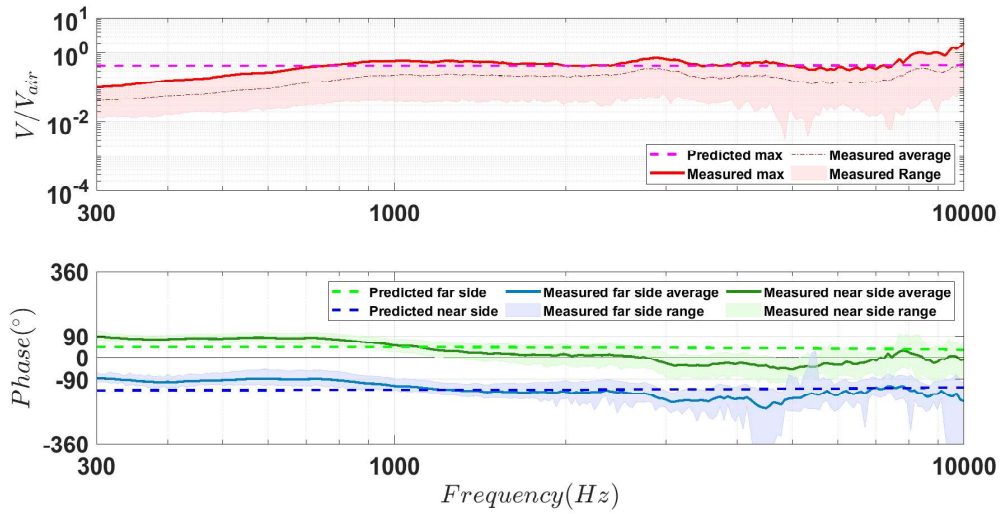 10^1
10^0
10^-2
10^-4
V/V_air
Predicted max
Measured average
Measured max
Measured Range
300
1000
10000
360
90
0
-90
-360
Phase(°)
Predicted far side
Measured far side average
Measured near side average
Predicted near side
Measured far side range
Measured near side range
300
1000
10000
Frequency(Hz)